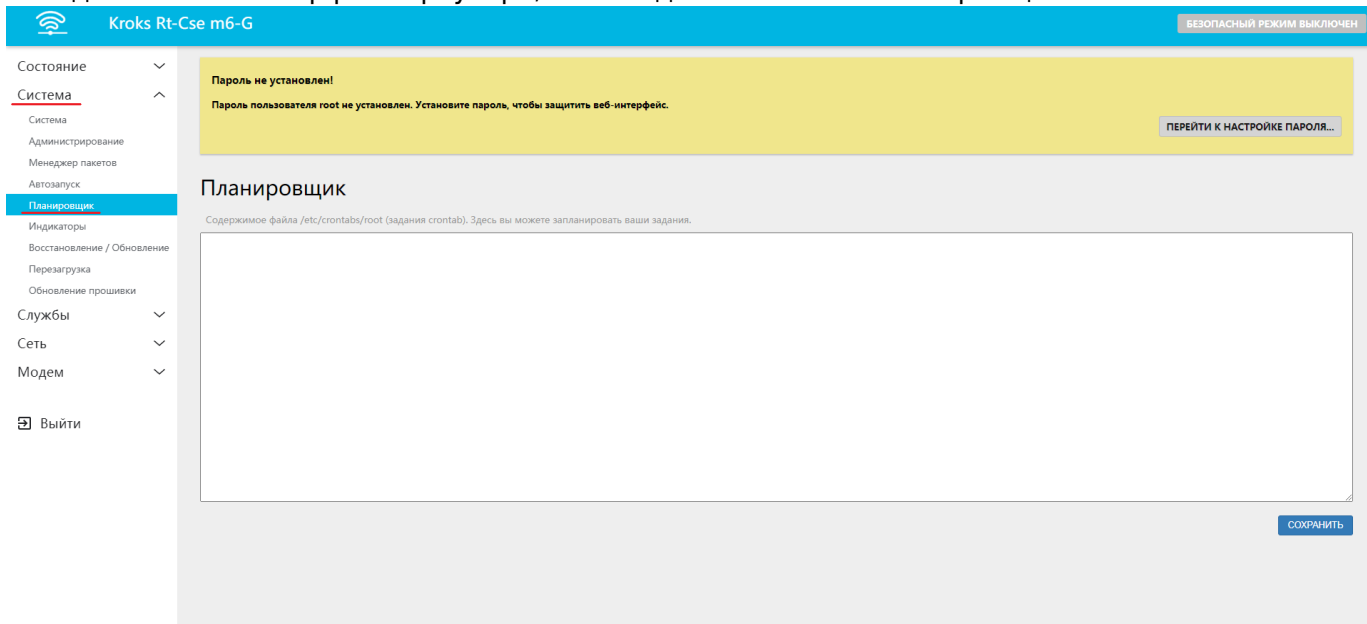 Kroks Rt-Cse m6-G
БЕЗОПАСНЫЙ РЕЖИМ ВЫКЛЮЧЕН
Состояние
Система
Система
Администрирование
Менеджер пакетов
Автозапуск
Планировщик
Индикаторы
Восстановление / Обновление
Перезагрузка
Обновление прошивки
Службы
Сеть
Модем
Выйти
Пароль не установлен!
Пароль пользователя root не установлен. Установите пароль, чтобы защитить веб-интерфейс.
ПЕРЕЙТИ К НАСТРОЙКЕ ПАРОЛЯ...
Планировщик
Содержимое файла /etc/crontabs/root (задания crontab). Здесь вы можете запланировать ваши задания.
СОХРАНИТЬ